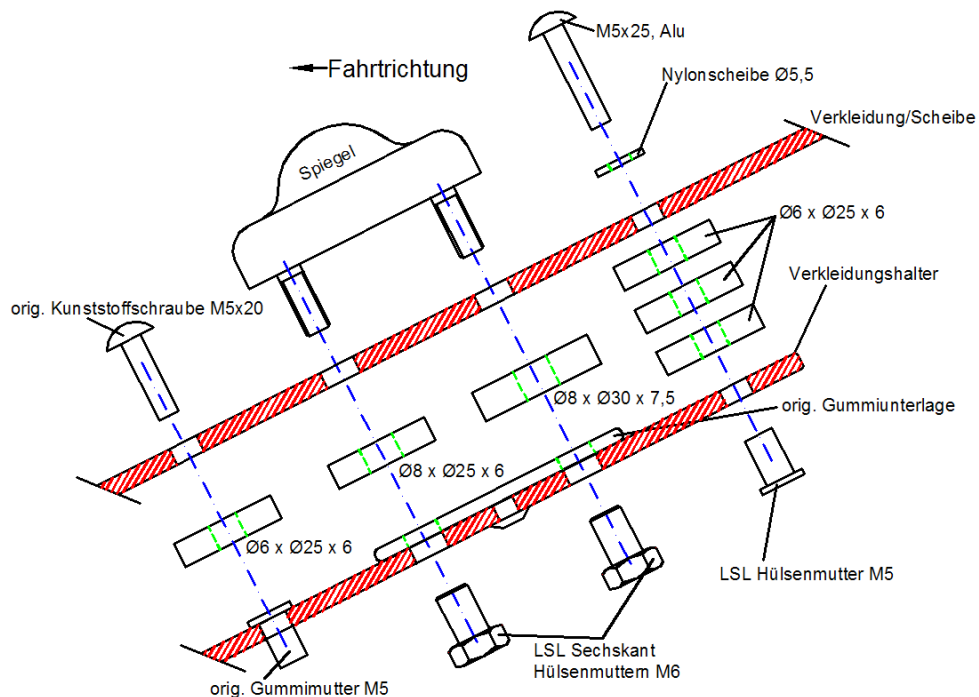 M5x25, Alu
Fahrtrichtung
Nylonscheibe Ø5,5
Verkleidung/Scheibe
Spiegel
Ø6 x Ø25 x 6
Verkleidungshalter
orig. Kunststoffschraube M5x20
Ø8 x Ø30 x 7,5
orig. Gummiunterlage
Ø8 x Ø25 x 6
Ø6 x Ø25 x 6
LSL Hülsenmutter M5
LSL Sechskant
Hülsenmuttern M6
orig. Gummimutter M5